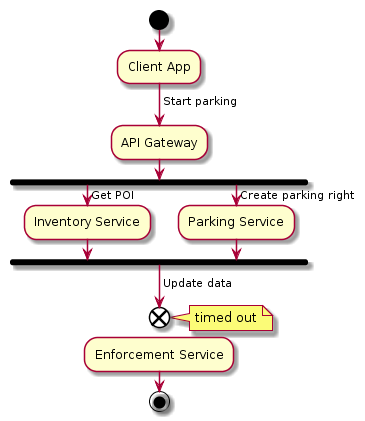 Client App
Start parking
API Gateway
Get POI
Create parking right
Inventory Service
Parking Service
Update data
timed out
Enforcement Service